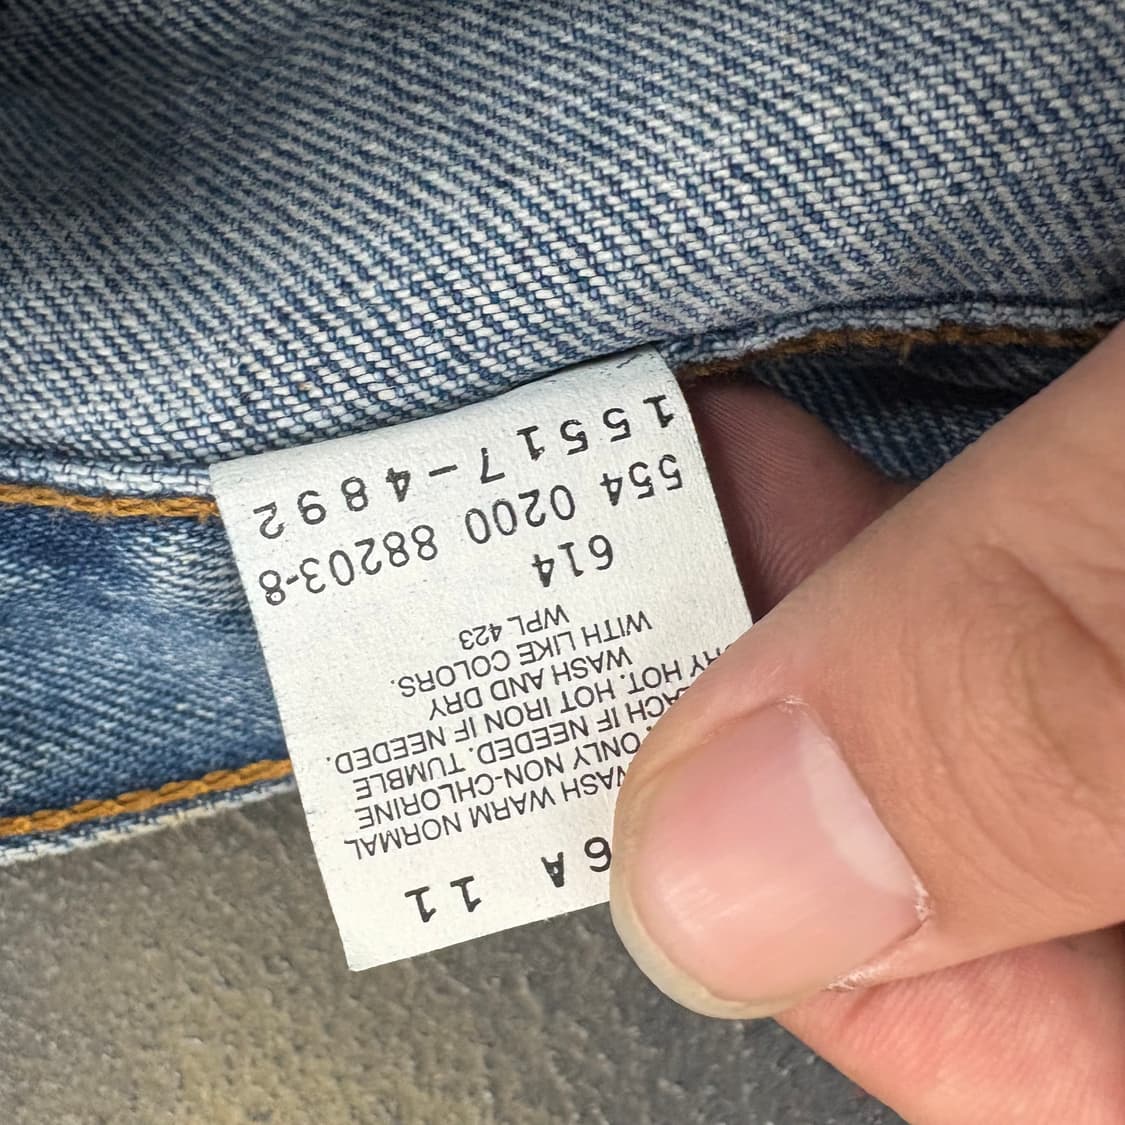 6A 11
WASH WARM NORMAL
ONLY NON-CHLORINE
IF NEEDED. TUMBLE
HOT. HOT IRON IF NEEDED.
WASH AND DRY
WITH LIKE COLORS.
WPL 423
614
554 0200 88203-8
15517-4892